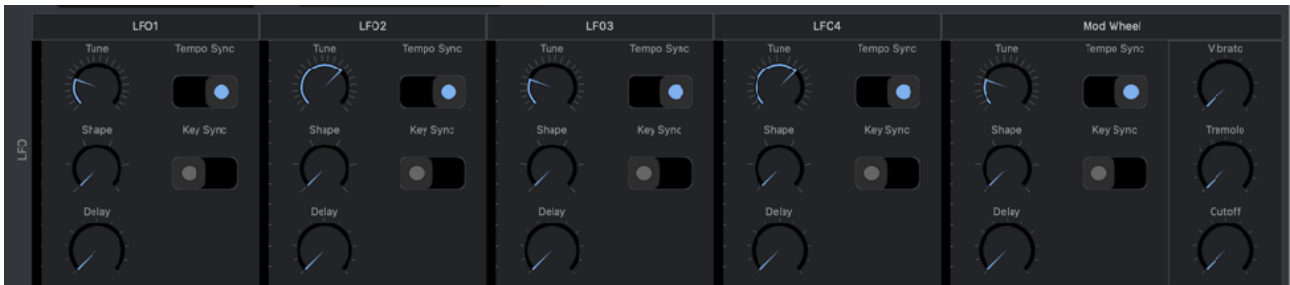 LFO1 LFO2 LFO3 LFO4 Mod Wheel
Tune Tempo Sync Tune Tempo Sync Tune Tempo Sync Tune Tempo Sync Tune Tempo Sync Vibrato
Shape Key Sync Shape Key Sync Shape Key Sync Shape Key Sync Shape Key Sync Tremolo
LFO
Delay Delay Delay Delay Delay Cutoff